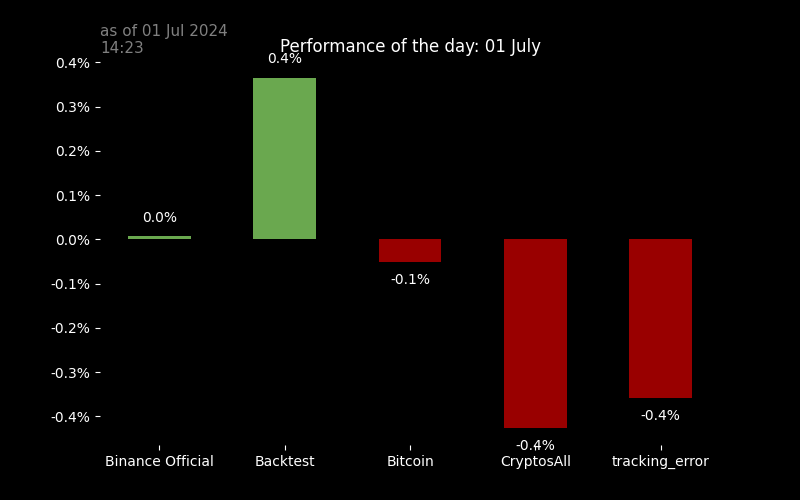 as of 01 Jul 2024
14:23
Performance of the day: 01 July
0.4%
0.3%
0.2%
0.1%
0.0%
-0.1%
-0.2%
-0.3%
-0.4%
0.0%
0.4%
-0.1%
-0.4%
-0.4%
Binance Official
Backtest
Bitcoin
CryptosAll
tracking_error